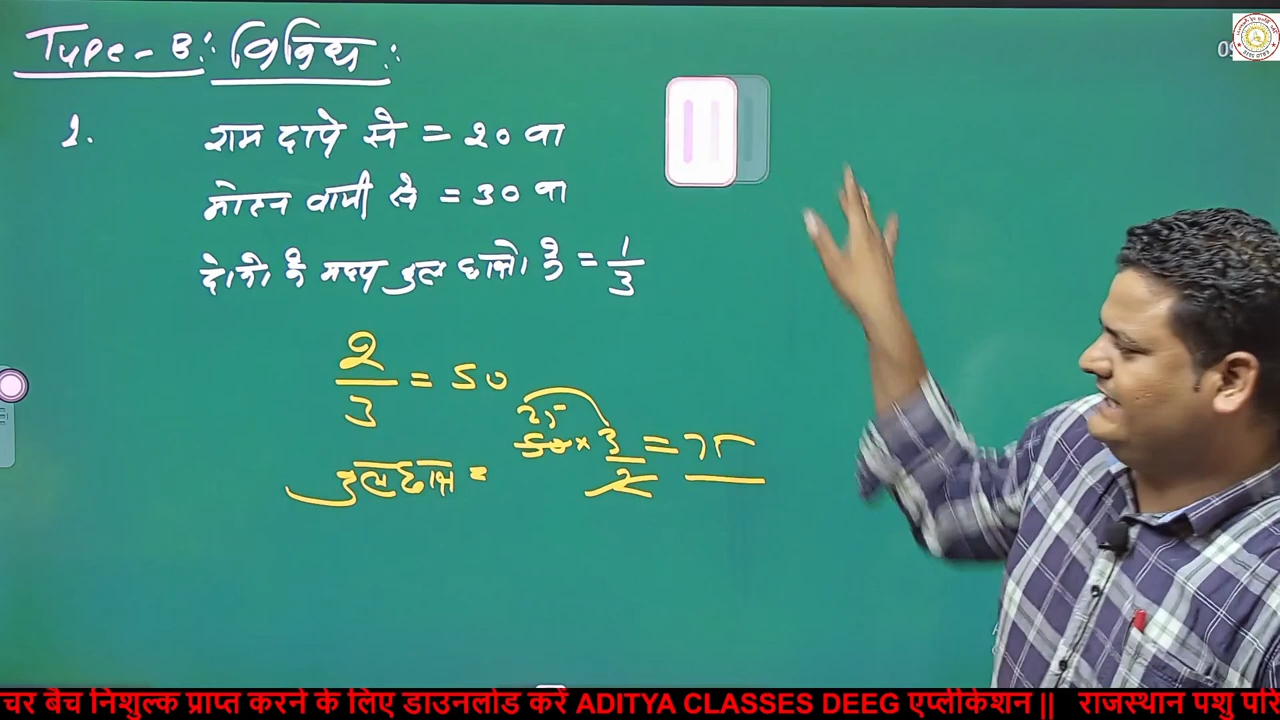 Type-B: विविध :
1. राम दायें से = 20 वा
मोहन बायी से = 30 वा
दोनों के मध्य कुल छात्रों के = 1/3
2/3 = 50
25
कुल छात्र = 50 × 3/2 = 75
चर बैच निशुल्क प्राप्त करने के लिए डाउनलोड करें ADITYA CLASSES DEEG एप्लीकेशन || राजस्थान पशु परि